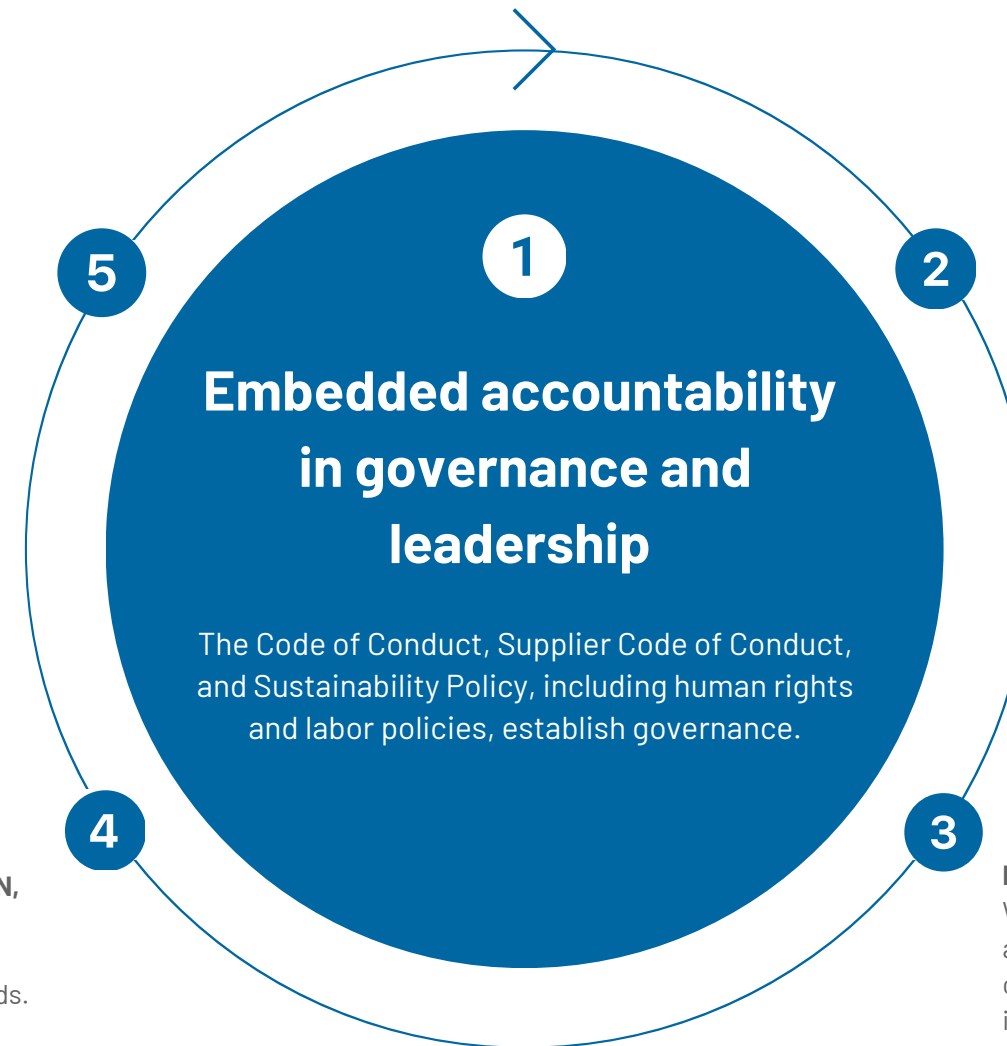 1
5
2
Embedded accountability
in governance and
leadership
The Code of Conduct, Supplier Code of Conduct,
and Sustainability Policy, including human rights
and labor policies, establish governance.
4
3